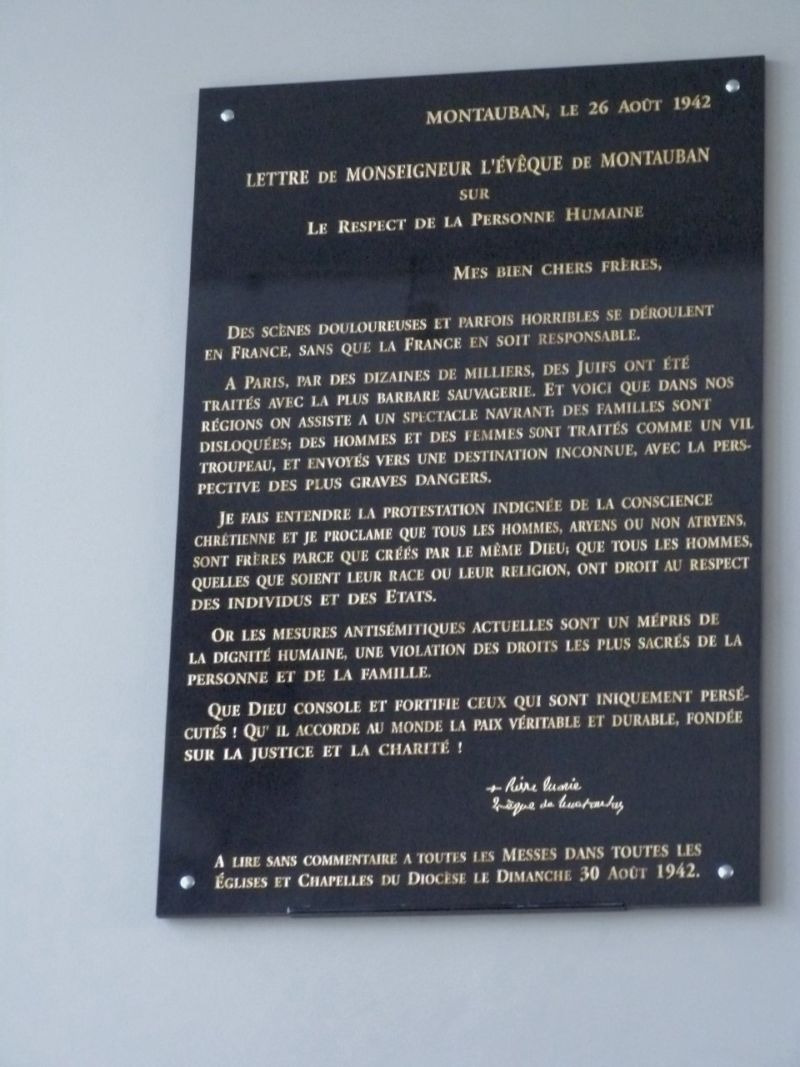 MONTAUBAN, LE 26 AOÛT 1942
LETTRE DE MONSEIGNEUR L'ÉVÊQUE DE MONTAUBAN
SUR
LE RESPECT DE LA PERSONNE HUMAINE
MES BIEN CHERS FRÈRES,
DES SCÈNES DOULOUREUSES ET PARFOIS HORRIBLES SE DÉROULENT
EN FRANCE, SANS QUE LA FRANCE EN SOIT RESPONSABLE.
A PARIS, PAR DES DIZAINES DE MILLIERS, DES JUIFS ONT ÉTÉ
TRAITÉS AVEC LA PLUS BARBARE SAUVAGERIE. ET VOICI QUE DANS NOS
RÉGIONS ON ASSISTE A UN SPECTACLE NAVRANT: DES FAMILLES SONT
DISLOQUÉES; DES HOMMES ET DES FEMMES SONT TRAITÉS COMME UN VIL
TROUPEAU, ET ENVOYÉS VERS UNE DESTINATION INCONNUE, AVEC LA PERS-
PECTIVE DES PLUS GRAVES DANGERS.
JE FAIS ENTENDRE LA PROTESTATION INDIGNÉE DE LA CONSCIENCE
CHRÉTIENNE ET JE PROCLAME QUE TOUS LES HOMMES, ARYENS OU NON ATRYENS,
SONT FRÈRES PARCE QUE CRÉÉS PAR LE MÊME DIEU; QUE TOUS LES HOMMES,
QUELLES QUE SOIENT LEUR RACE OU LEUR RELIGION, ONT DROIT AU RESPECT
DES INDIVIDUS ET DES ETATS.
OR LES MESURES ANTISÉMITIQUES ACTUELLES SONT UN MÉPRIS DE
LA DIGNITÉ HUMAINE, UNE VIOLATION DES DROITS LES PLUS SACRÉS DE LA
PERSONNE ET DE LA FAMILLE.
QUE DIEU CONSOLE ET FORTIFIE CEUX QUI SONT INIQUEMENT PERSÉ-
CUTÉS ! QU' IL ACCORDE AU MONDE LA PAIX VÉRITABLE ET DURABLE, FONDÉE
SUR LA JUSTICE ET LA CHARITÉ !
+ Pierre Marie
Evêque de Montauban
A LIRE SANS COMMENTAIRE A TOUTES LES MESSES DANS TOUTES LES
ÉGLISES ET CHAPELLES DU DIOCÈSE LE DIMANCHE 30 AOÛT 1942.